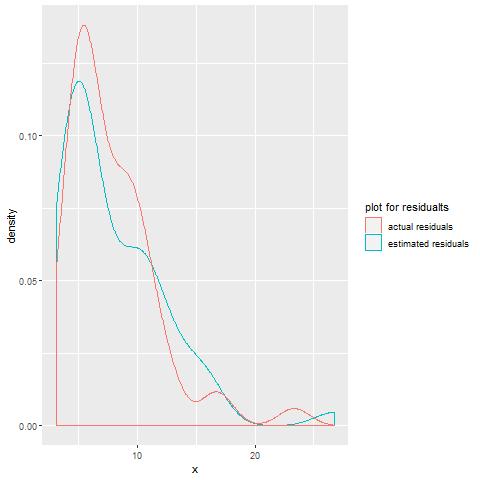 density
0.10
0.05
0.00
10
20
x
plot for residualts
actual residuals
estimated residuals